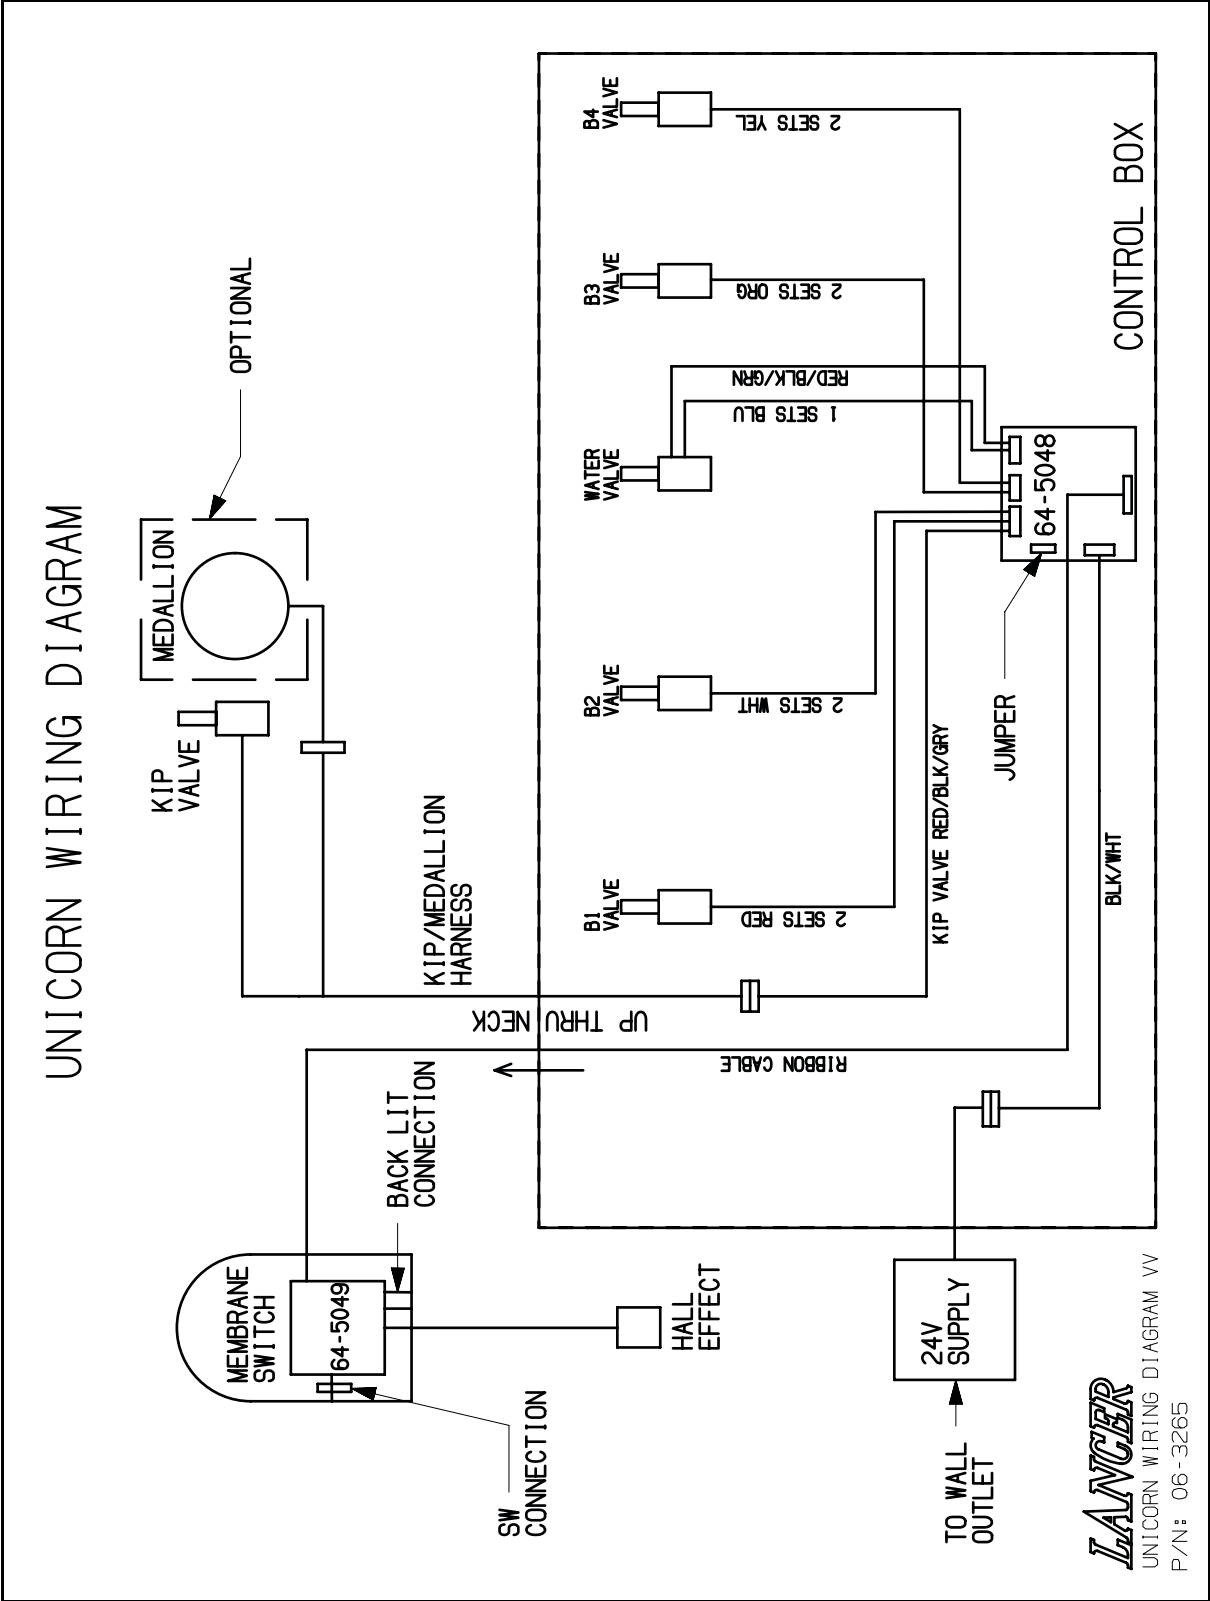 UNICORN WIRING DIAGRAM
KIP
VALVE
MEDALLION
OPTIONAL
MEMBRANE
SWITCH
64-5049
BACK LIT
CONNECTION
SW
CONNECTION
HALL
EFFECT
KIP/MEDALLION
HARNESS
UP THRU NECK
RIBBON CABLE
B1
VALVE
2 SETS RED
B2
VALVE
2 SETS WHT
WATER
VALVE
1 SETS BLU
RED/BLK/GRN
B3
VALVE
2 SETS ORG
B4
VALVE
2 SETS YEL
KIP VALVE RED/BLK/GRY
JUMPER
64-5048
BLK/WHT
CONTROL BOX
24V
SUPPLY
TO WALL
OUTLET
LANCER
UNICORN WIRING DIAGRAM VV
P/N: 06-3265